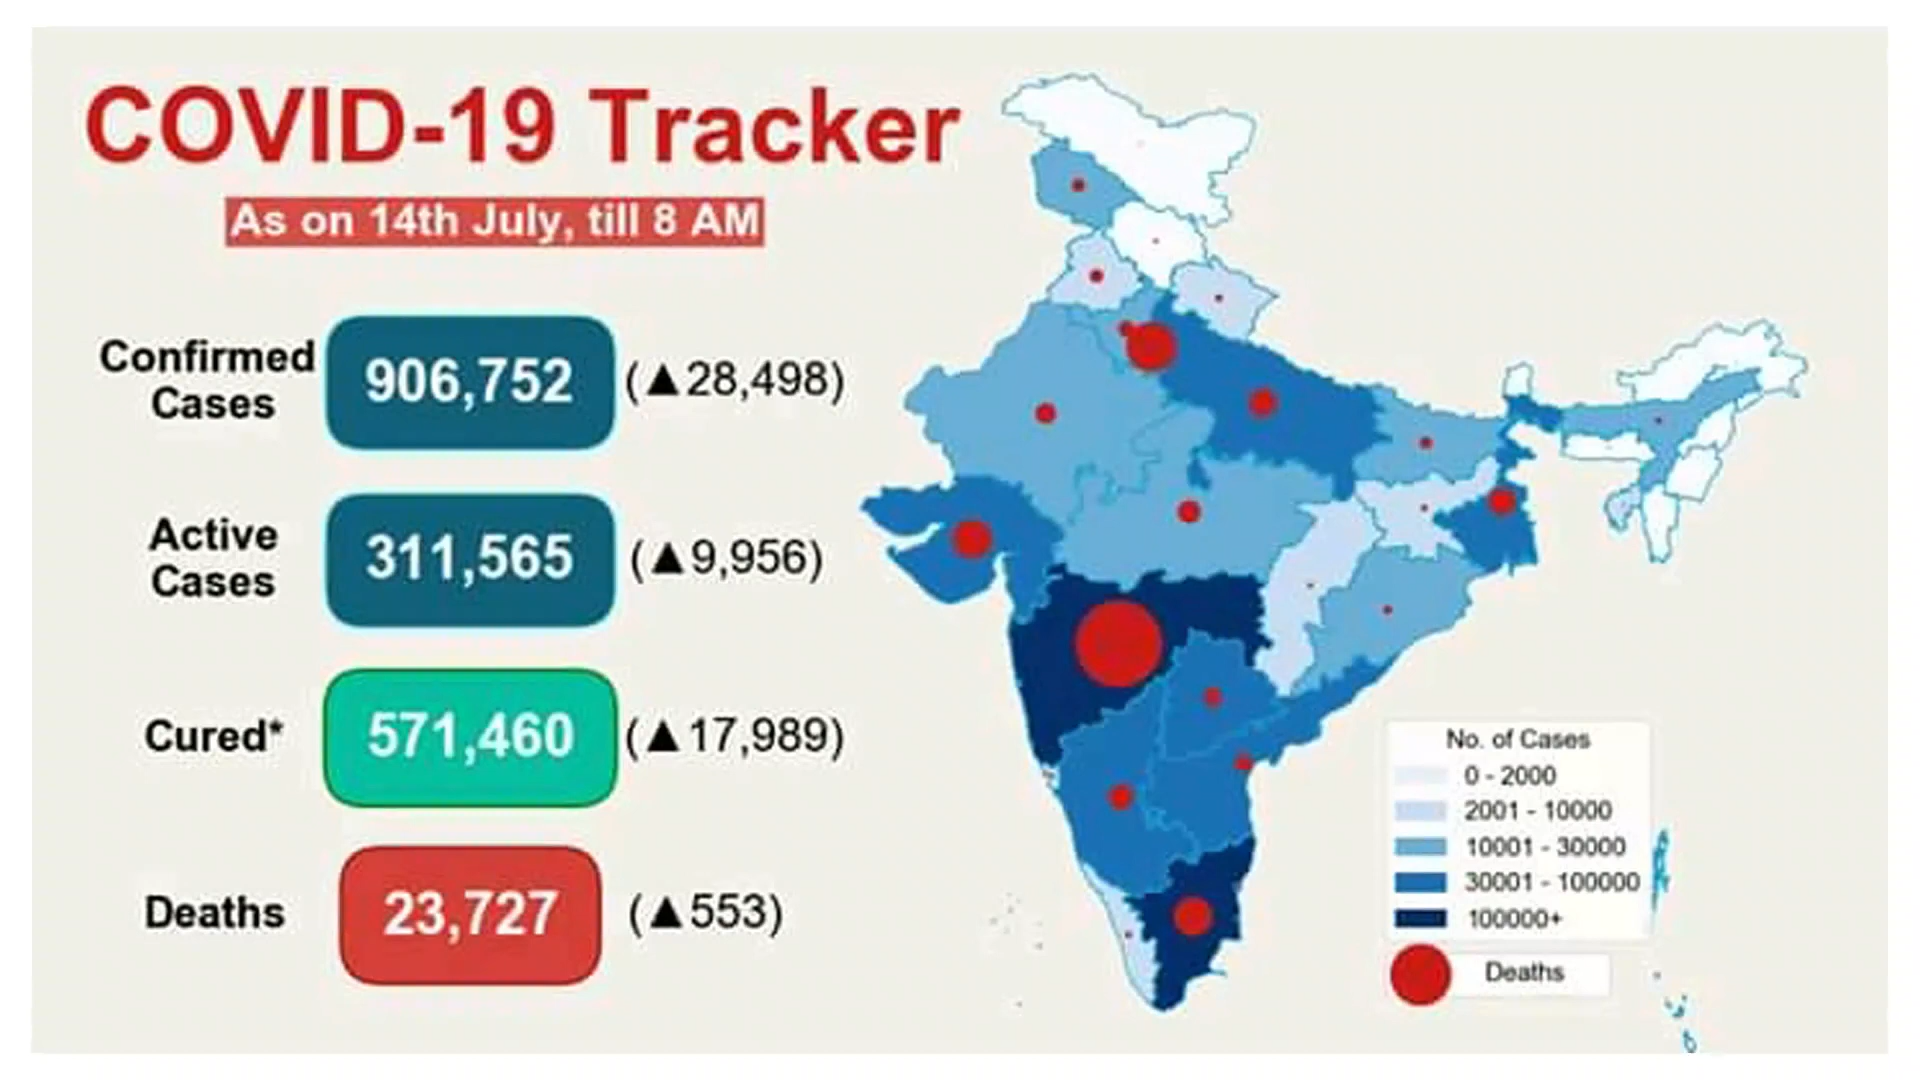 COVID-19 Tracker
As on 14th July, till 8 AM
Confirmed
Cases
906,752
(▲28,498)
Active
Cases
311,565
(▲9,956)
Cured*
571,460
(▲17,989)
Deaths
23,727
(▲553)
No. of Cases
0 - 2000
2001 - 10000
10001 - 30000
30001 - 100000
100000+
Deaths